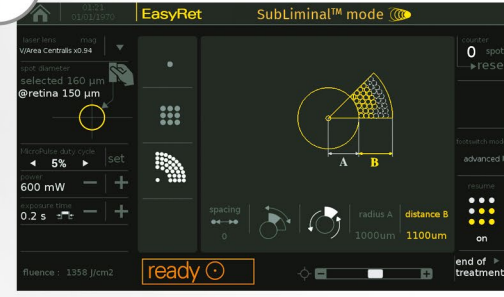 01:21
01/01/1970
EasyRet
SubLiminal™ mode
laser lens mag
V/Area Centralis x0.94
spot diameter
selected 160 µm
@retina 150 µm
MicroPulse duty cycle
5%
set
power
600 mW
exposure time
0.2 s
fluence : 1358 J/cm2
A
B
spacing
0
radius A
1000um
distance B
1100um
ready
counter
0 spot
rese
footswitch mod
advanced
resume
on
end of
treatment